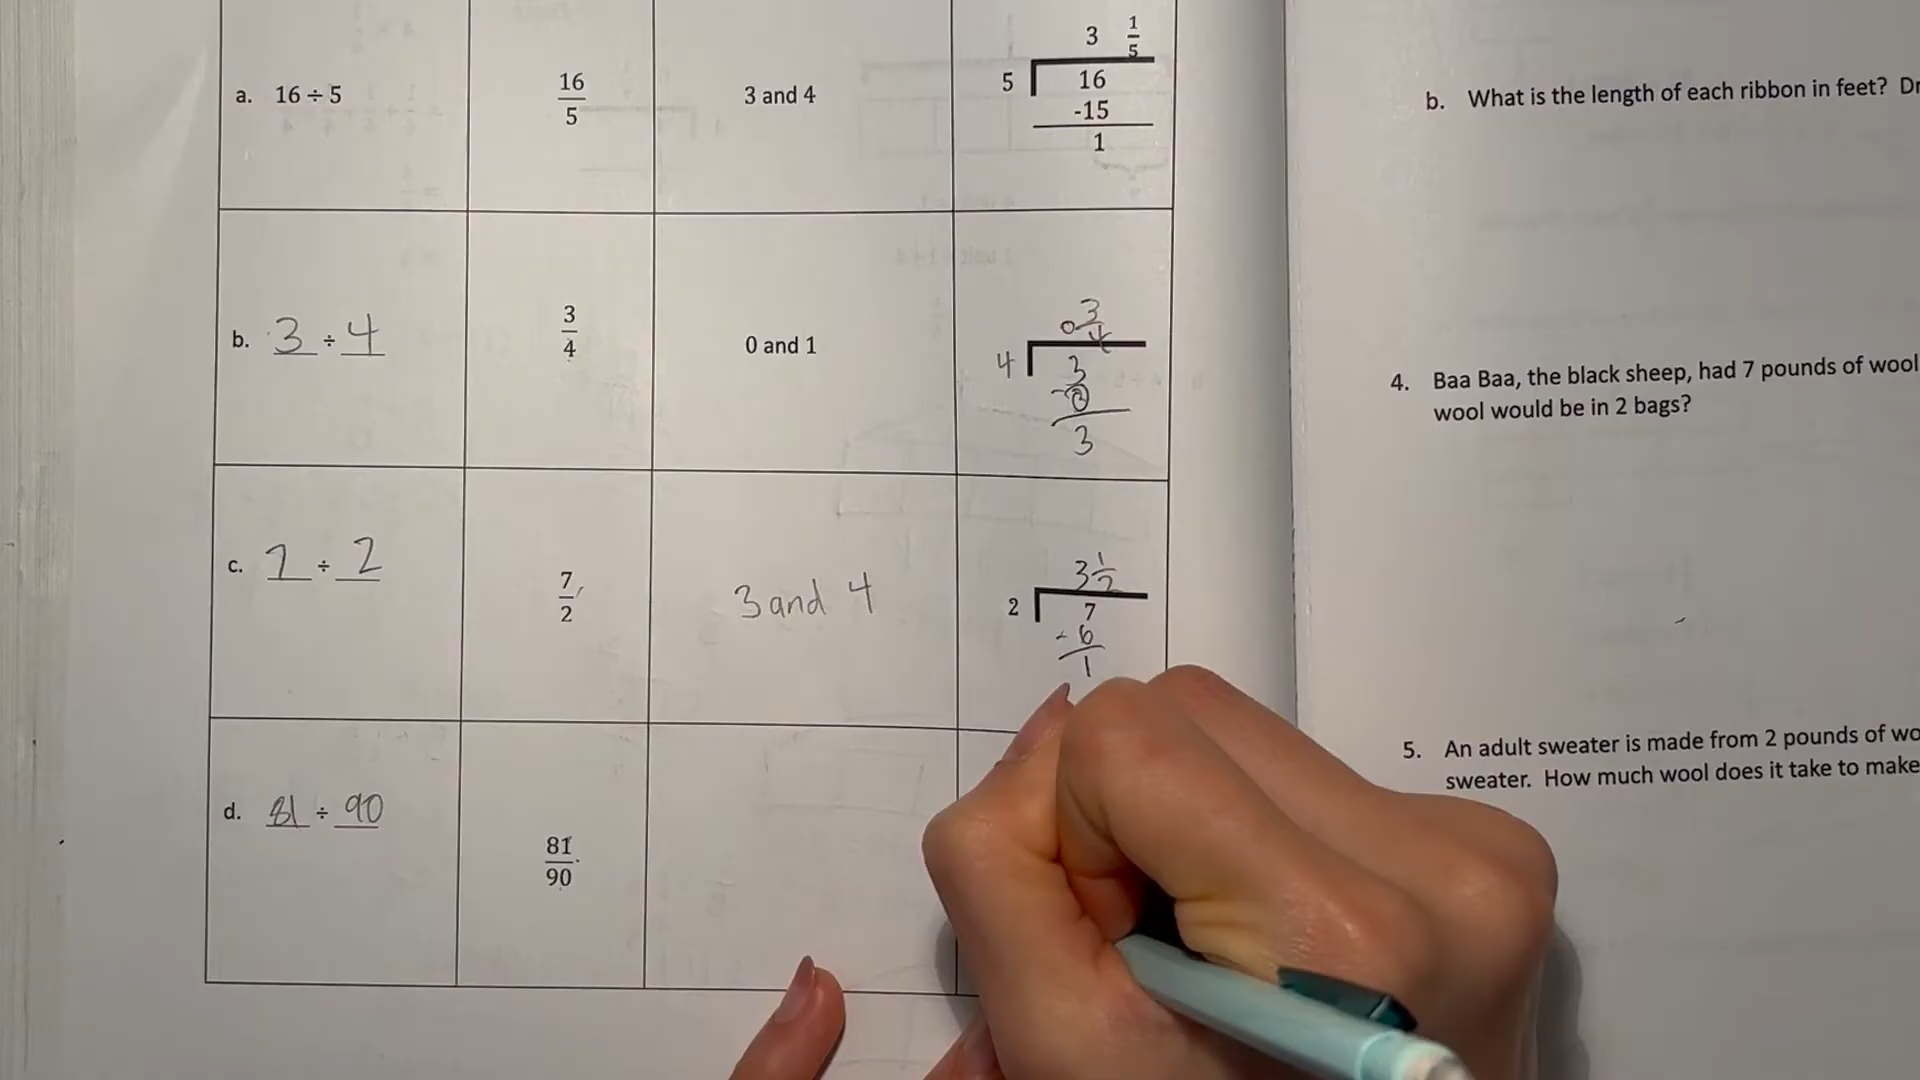 a. 16 ÷ 5
16
5
3 and 4
3 1
5
5 16
-15
1
b. 3 ÷ 4
3
4
0 and 1
0 3
4
4 3
-0
3
c. 7 ÷ 2
7
2
3 and 4
3 1
2
2 7
- 6
1
d. 81 ÷ 90
81
90
b. What is the length of each ribbon in feet?
4. Baa Baa, the black sheep, had 7 pounds of wool
wool would be in 2 bags?
5. An adult sweater is made from 2 pounds of
sweater. How much wool does it take to make